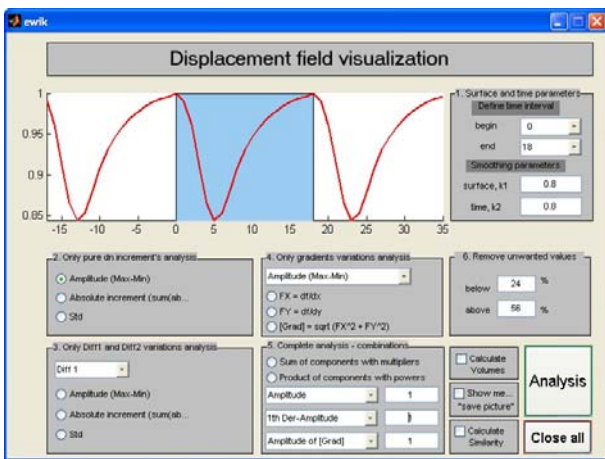 ewik
Displacement field visualization
1
0.95
0.9
0.85
-15 -10 -5 0 5 10 15 20 25 30 35
1. Surface and time parameters
Define time interval
begin 0
end 18
Smoothing parameters
surface, k1 0.8
time, k2 0.8
2. Only pure dn increment's analysis
Amplitude (Max-Min)
Absolute increment (sum(ab...
Std
4. Only gradients variations analysis
Amplitude (Max-Min)
FX = df/dx
FY = df/dy
[Grad] = sqrt (FX^2 + FY^2)
6. Remove unwanted values
below 24 %
above 56 %
3. Only Diff1 and Diff2 variations analysis
Diff 1
Amplitude (Max-Min)
Absolute increment (sum(ab...
Std
5. Complete analysis - combinations
Sum of components with multipliers
Product of components with powers
Amplitude 1
1th Der-Amplitude
Amplitude of [Grad] 1
Calculate
Volumes
Show me...
"save picture"
Calculate
Similarity
Analysis
Close all